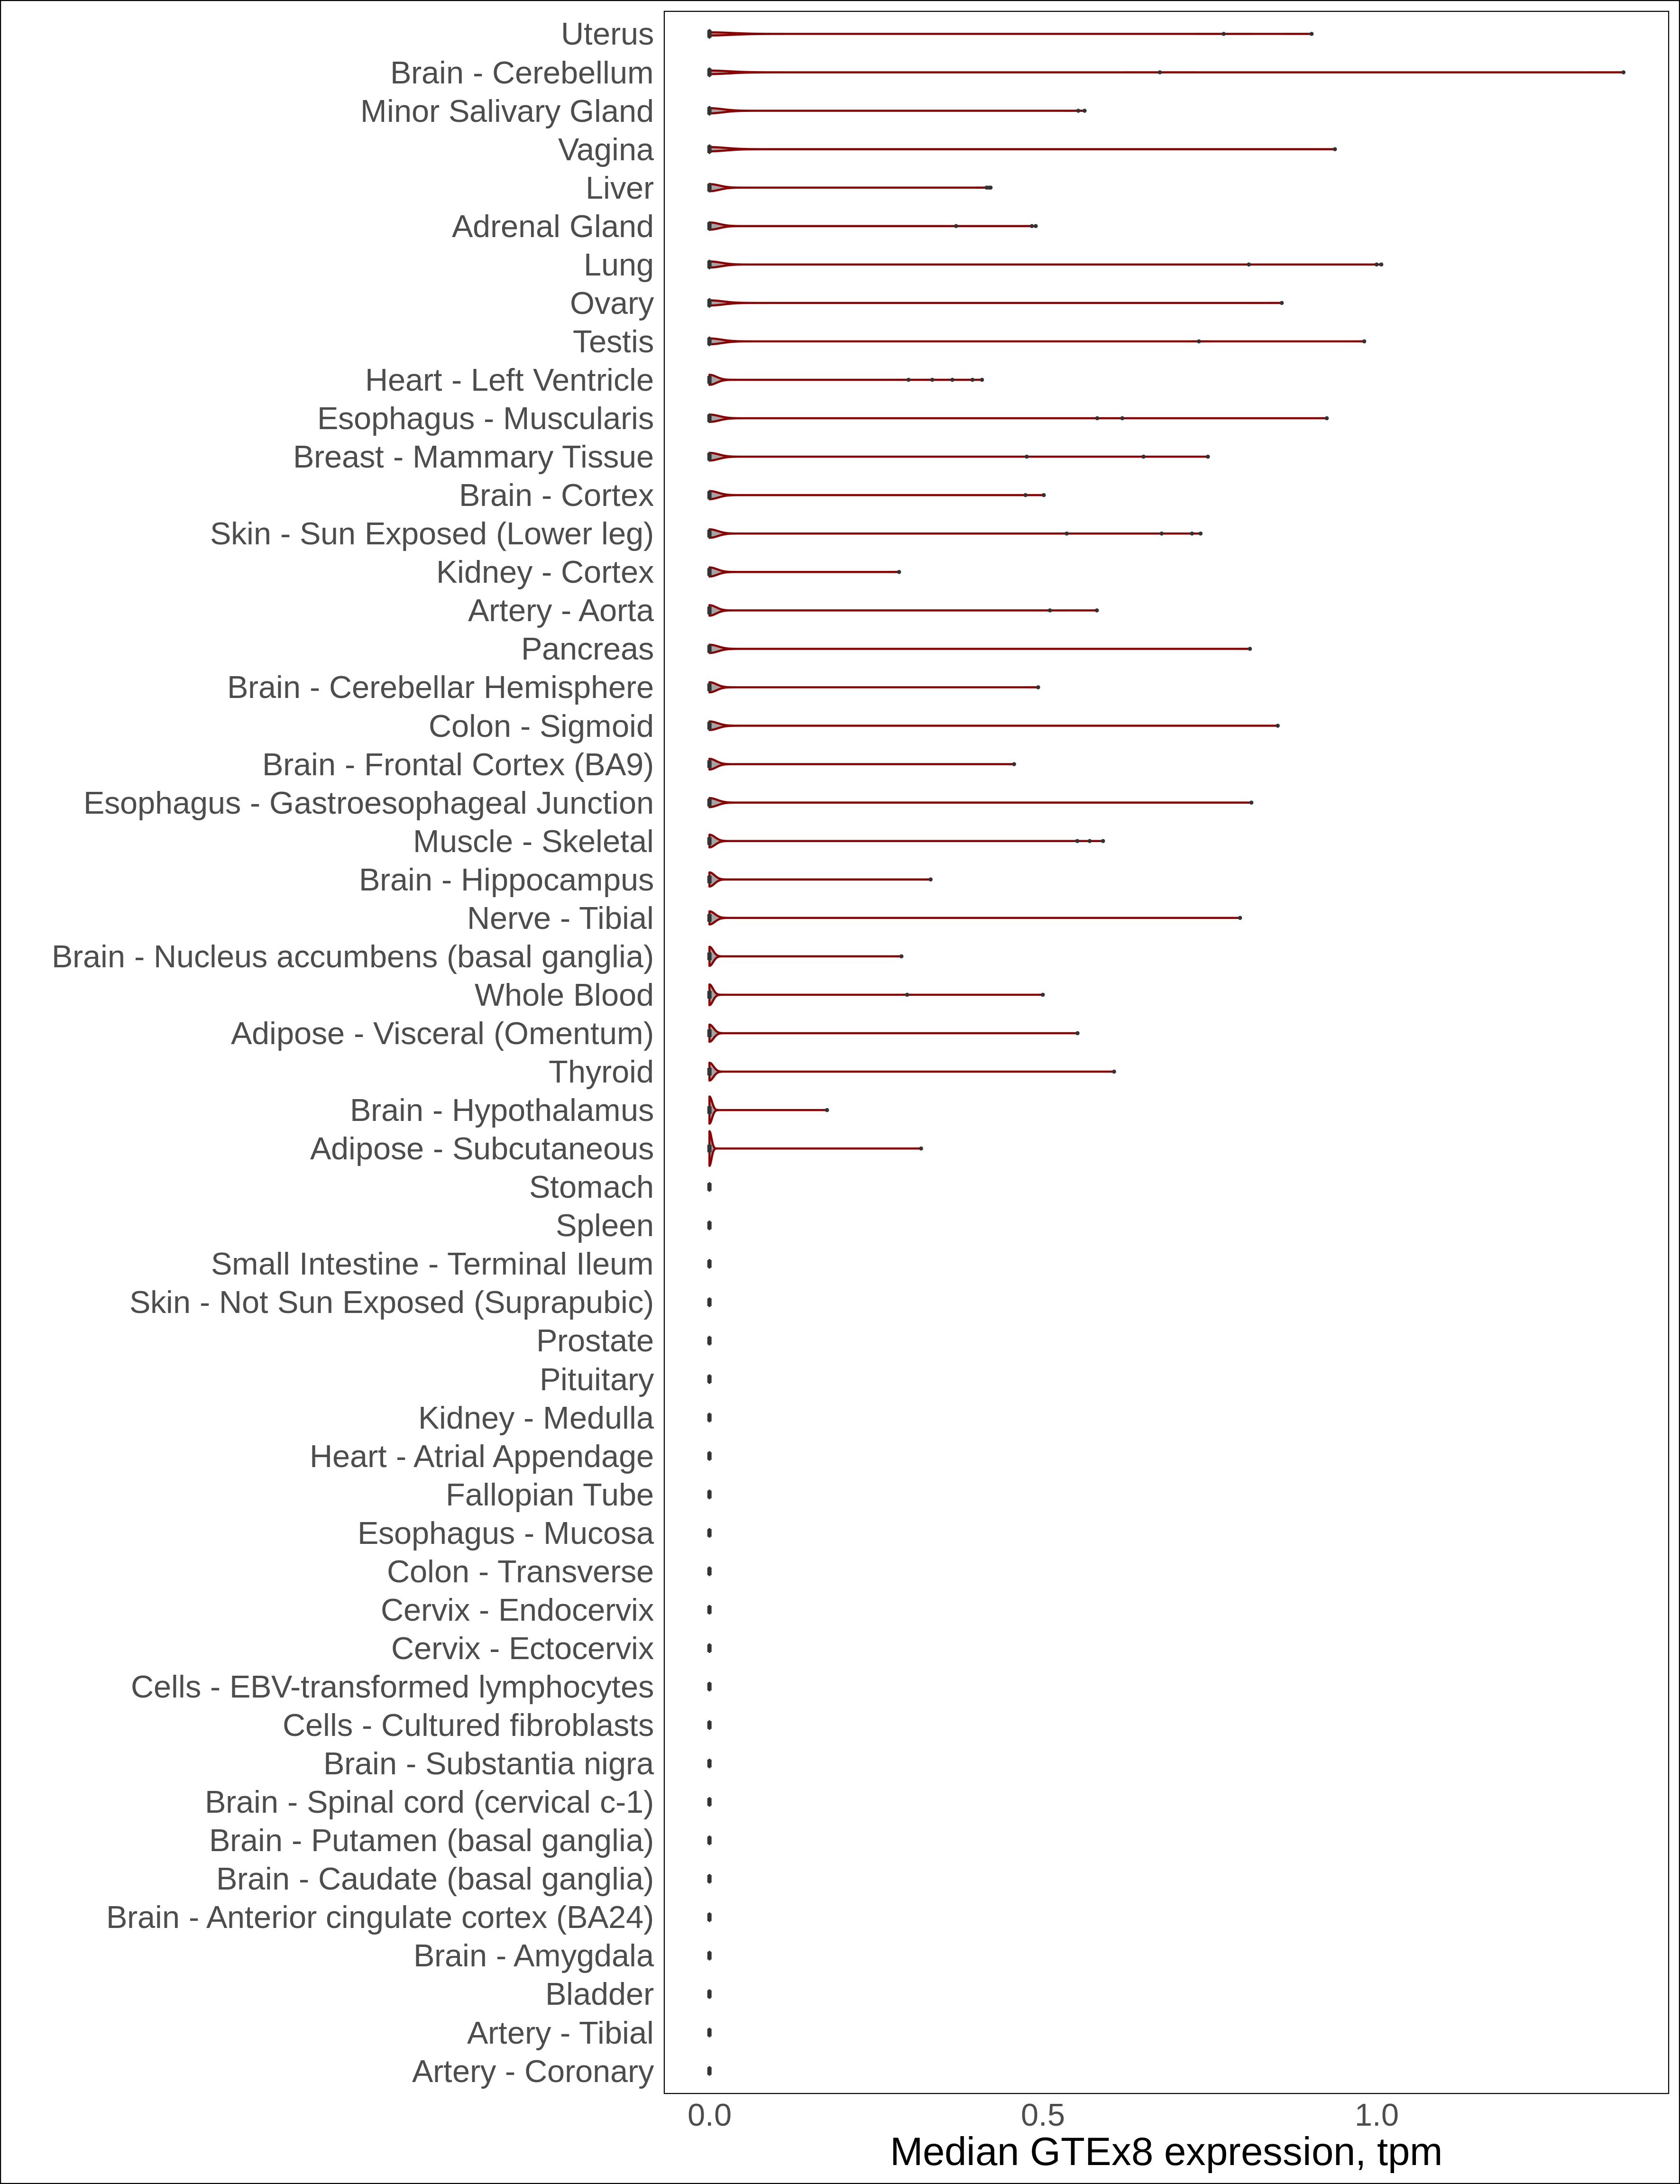 Uterus
Brain - Cerebellum
Minor Salivary Gland
Vagina
Liver
Adrenal Gland
Lung
Ovary
Testis
Heart - Left Ventricle
Esophagus - Muscularis
Breast - Mammary Tissue
Brain - Cortex
Skin - Sun Exposed (Lower leg)
Kidney - Cortex
Artery - Aorta
Pancreas
Brain - Cerebellar Hemisphere
Colon - Sigmoid
Brain - Frontal Cortex (BA9)
Esophagus - Gastroesophageal Junction
Muscle - Skeletal
Brain - Hippocampus
Nerve - Tibial
Brain - Nucleus accumbens (basal ganglia)
Whole Blood
Adipose - Visceral (Omentum)
Thyroid
Brain - Hypothalamus
Adipose - Subcutaneous
Stomach
Spleen
Small Intestine - Terminal Ileum
Skin - Not Sun Exposed (Suprapubic)
Prostate
Pituitary
Kidney - Medulla
Heart - Atrial Appendage
Fallopian Tube
Esophagus - Mucosa
Colon - Transverse
Cervix - Endocervix
Cervix - Ectocervix
Cells - EBV-transformed lymphocytes
Cells - Cultured fibroblasts
Brain - Substantia nigra
Brain - Spinal cord (cervical c-1)
Brain - Putamen (basal ganglia)
Brain - Caudate (basal ganglia)
Brain - Anterior cingulate cortex (BA24)
Brain - Amygdala
Bladder
Artery - Tibial
Artery - Coronary
0.0 0.5 1.0
Median GTEx8 expression, tpm